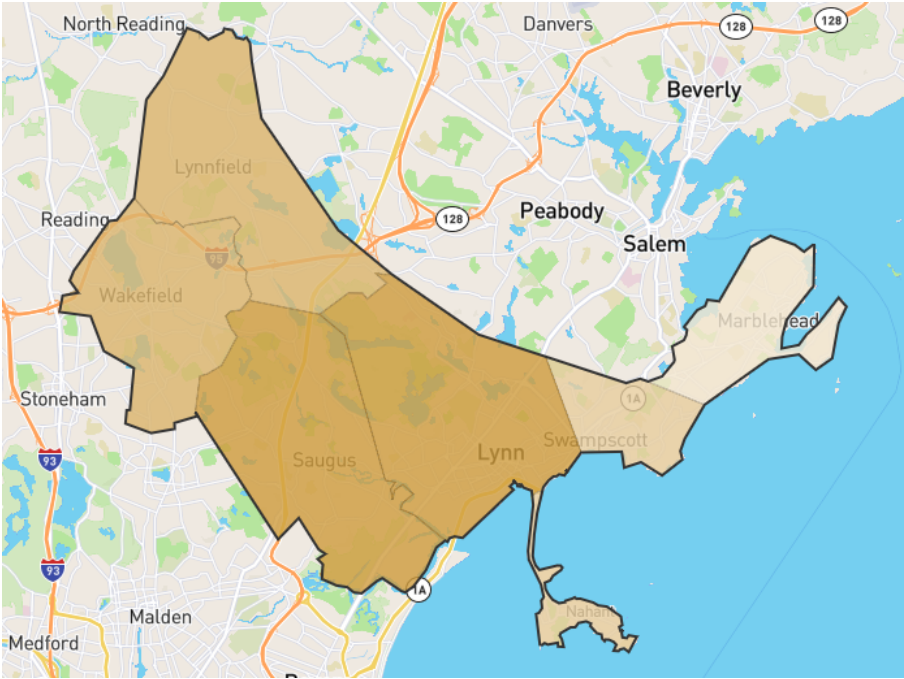 North Reading
Danvers
128
128
Beverly
Lynnfield
Reading
128
Peabody
Salem
95
Wakefield
Marblehead
Stoneham
1A
Swampscott
Lynn
Saugus
93
93
1A
Nahant
Malden
Medford